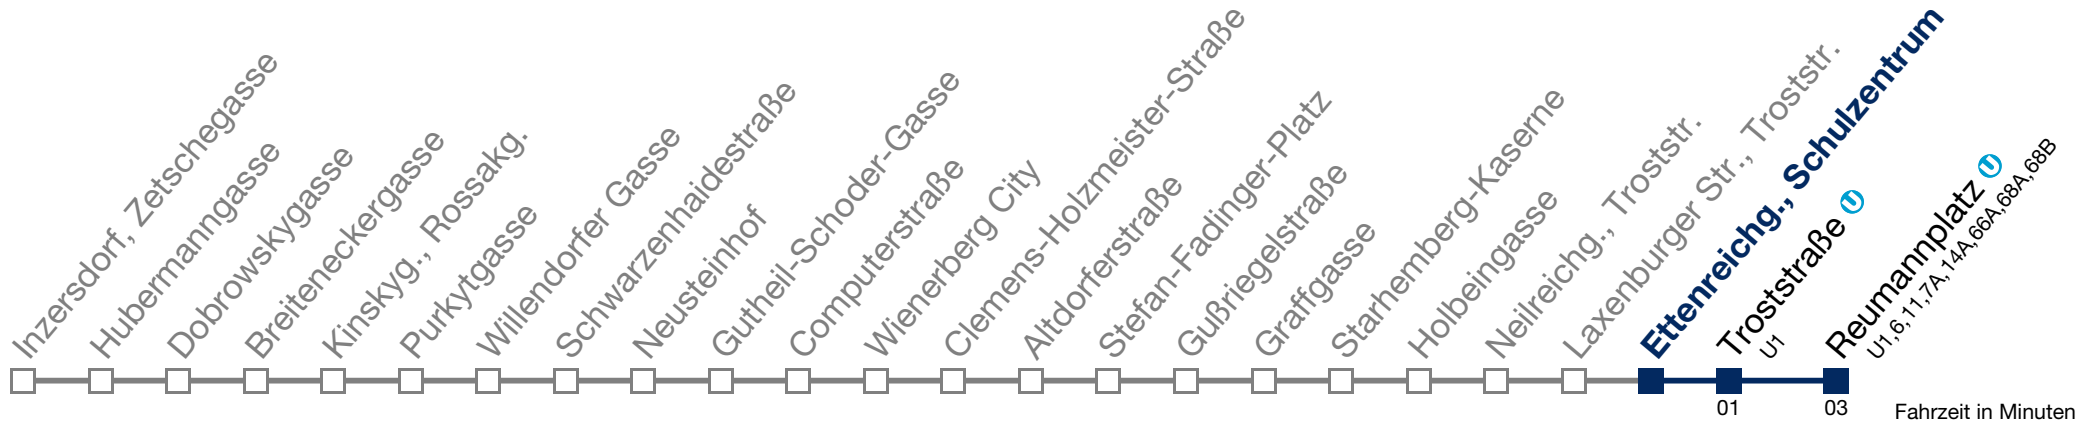 Inzersdorf, Zetschegasse
Hubermanngasse
Dobrowskygasse
Breiteneckergasse
Kinskyg., Rossakg.
Purkytgasse
Willendorfer Gasse
Schwarzenhaidestraße
Neusteinhof
Gutheil-Schoder-Gasse
Computerstraße
Wienerberg City
Clemens-Holzmeister-Straße
Altdorferstraße
Stefan-Fadinger-Platz
Gußriegelstraße
Graffgasse
Starhemberg-Kaserne
Holbeingasse
Neilreichg., Troststr.
Laxenburger Str., Troststr.
Ettenreichg., Schulzentrum
Troststraße U
U1
Reumannplatz U
U1,6,11,7A,14A,66A,68A,68B
01
03
Fahrzeit in Minuten